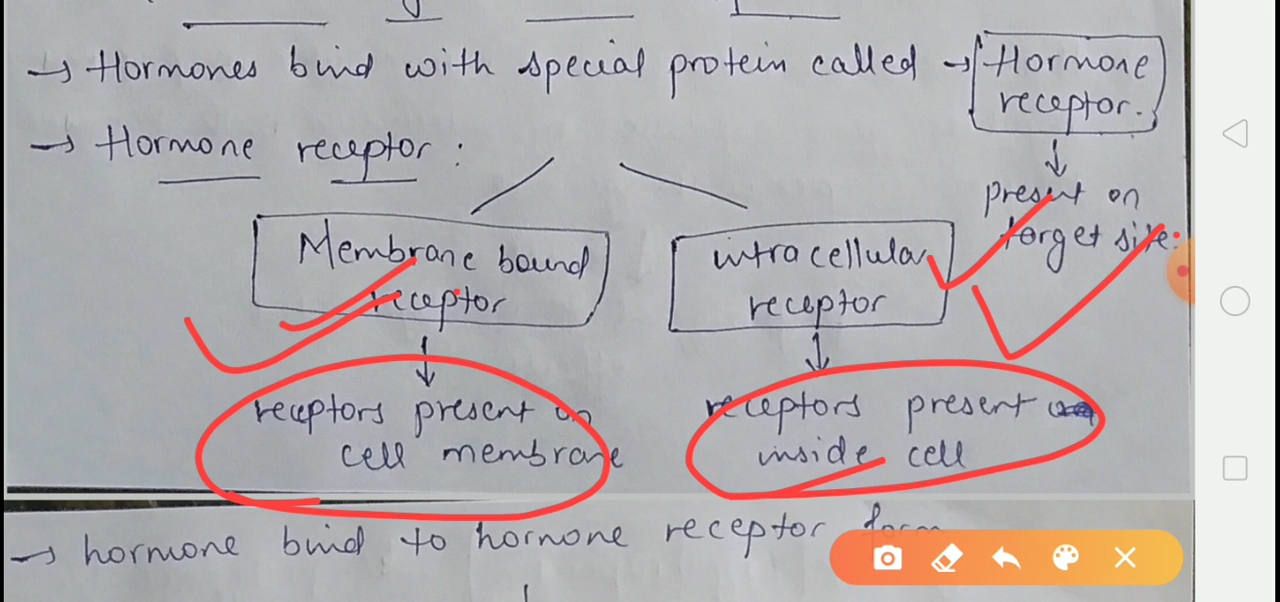 → Hormones bind with special protein called → Hormone
receptor.
→ Hormone receptor :
present on
target site.
Membrane bound
receptor
intracellular
receptor
receptors present on
cell membrane
receptors present
inside cell
→ hormone bind to hormone receptor form